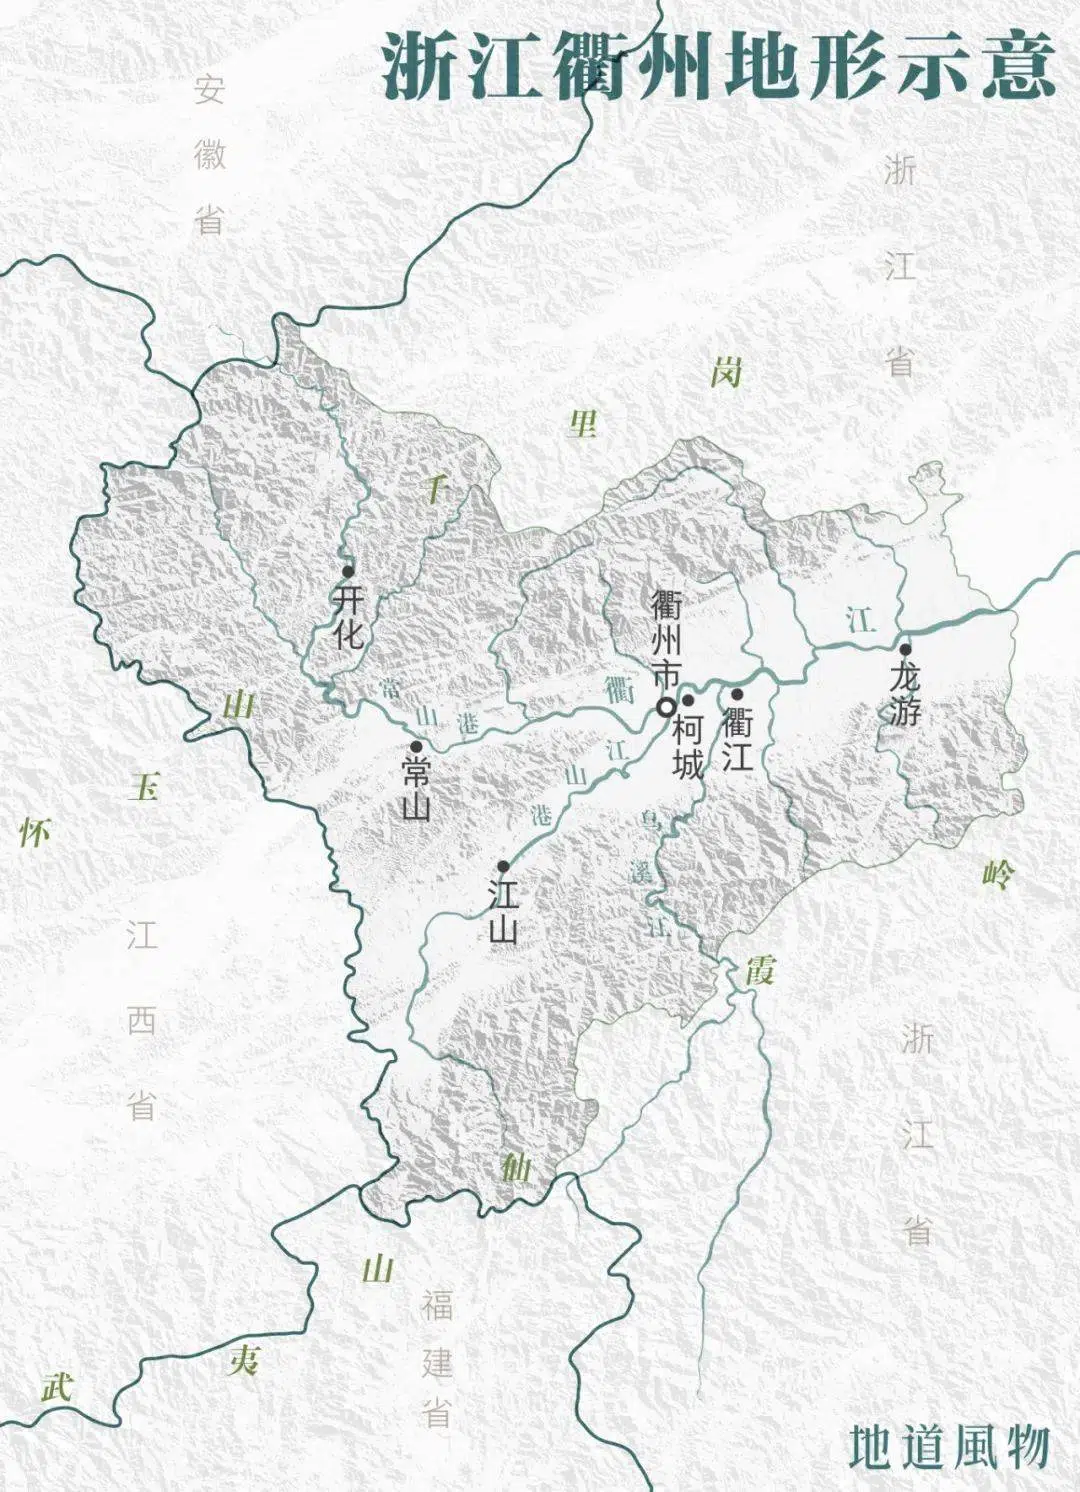 浙江衢州地形示意
安徽省
浙江省
千里岗
开化
衢州市
衢江
龙游
柯城
衢江
常山港
常山
江山港
江山
乌溪江
怀玉山
江西省
仙霞岭
浙江省
武夷山
福建省
地道風物